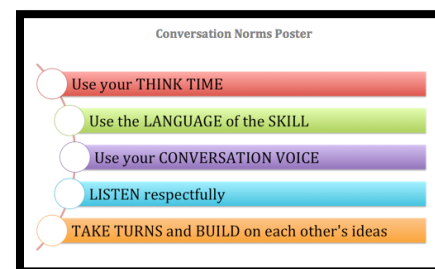 Conversation Norms Poster
Use your THINK TIME
Use the LANGUAGE of the SKILL
Use your CONVERSATION VOICE
LISTEN respectfully
TAKE TURNS and BUILD on each other's ideas